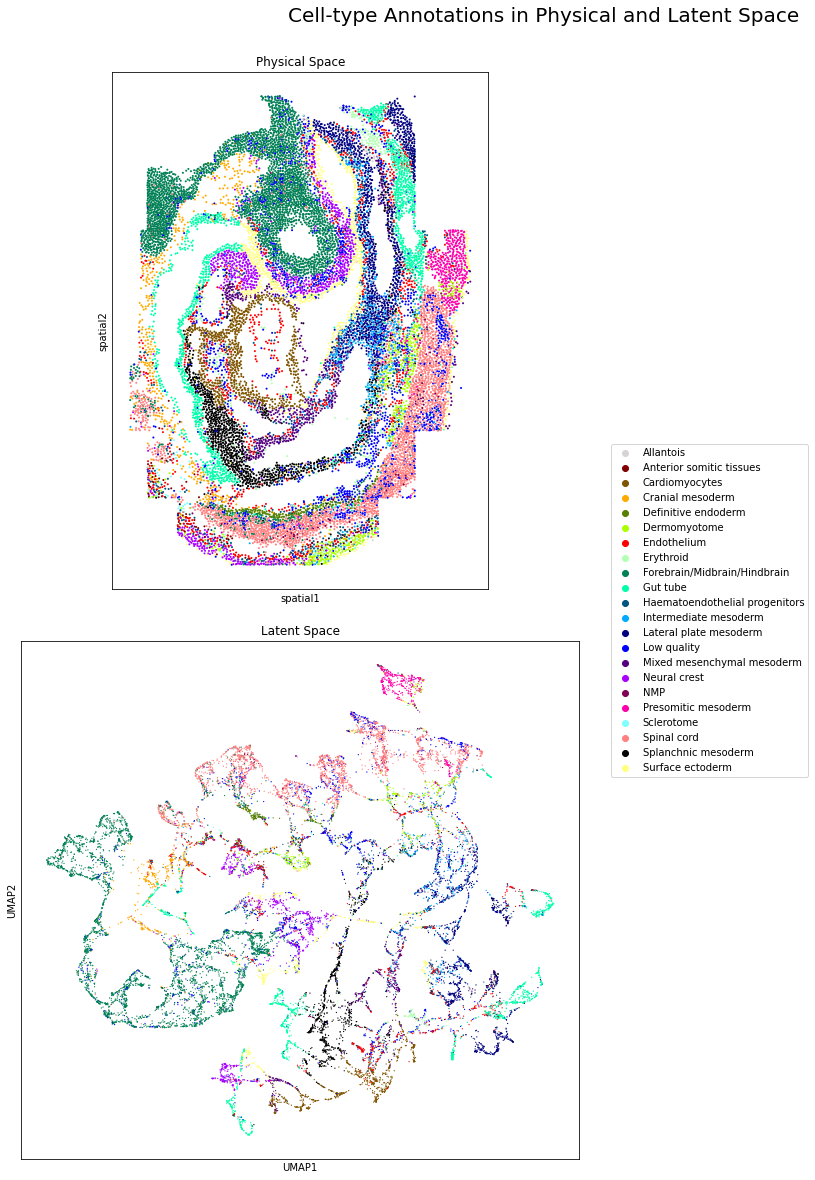 Cell-type Annotations in Physical and Latent Space
Physical Space
spatial2
spatial1
Allantois
Anterior somitic tissues
Cardiomyocytes
Cranial mesoderm
Definitive endoderm
Dermomyotome
Endothelium
Erythroid
Forebrain/Midbrain/Hindbrain
Gut tube
Haematoendothelial progenitors
Intermediate mesoderm
Lateral plate mesoderm
Low quality
Mixed mesenchymal mesoderm
Neural crest
NMP
Presomitic mesoderm
Sclerotome
Spinal cord
Splanchnic mesoderm
Surface ectoderm
Latent Space
UMAP2
UMAP1